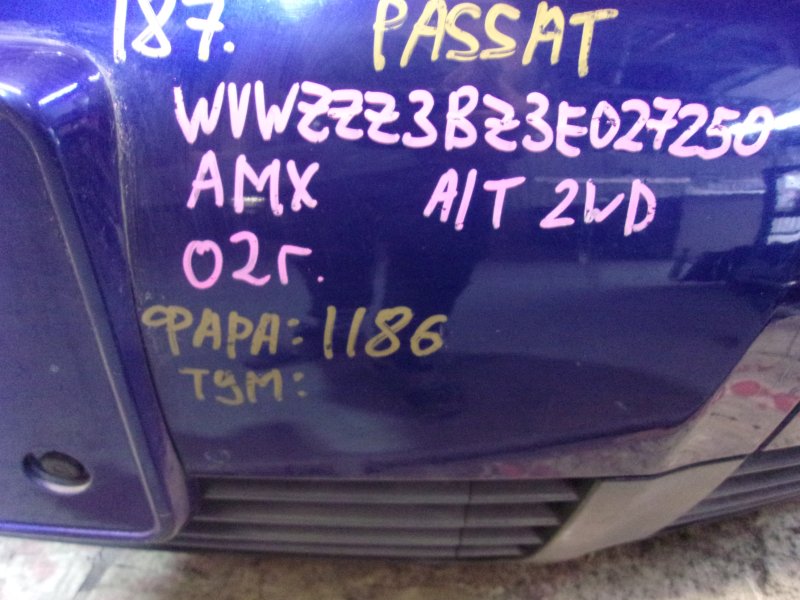 187.
PASSAT
WVWZZZ3BZ3E027250
AMX A/T 2WD
02г.
ФАРА: 1186
тум: